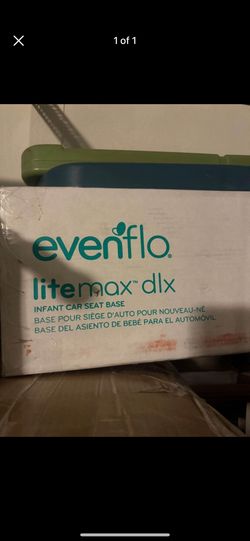 1 of 1
evenflo®
litemax™ dlx
INFANT CAR SEAT BASE
BASE POUR SIÈGE D'AUTO POUR NOUVEAU-NÉ
BASE DEL ASIENTO DE BEBÉ PARA EL AUTOMÓVIL